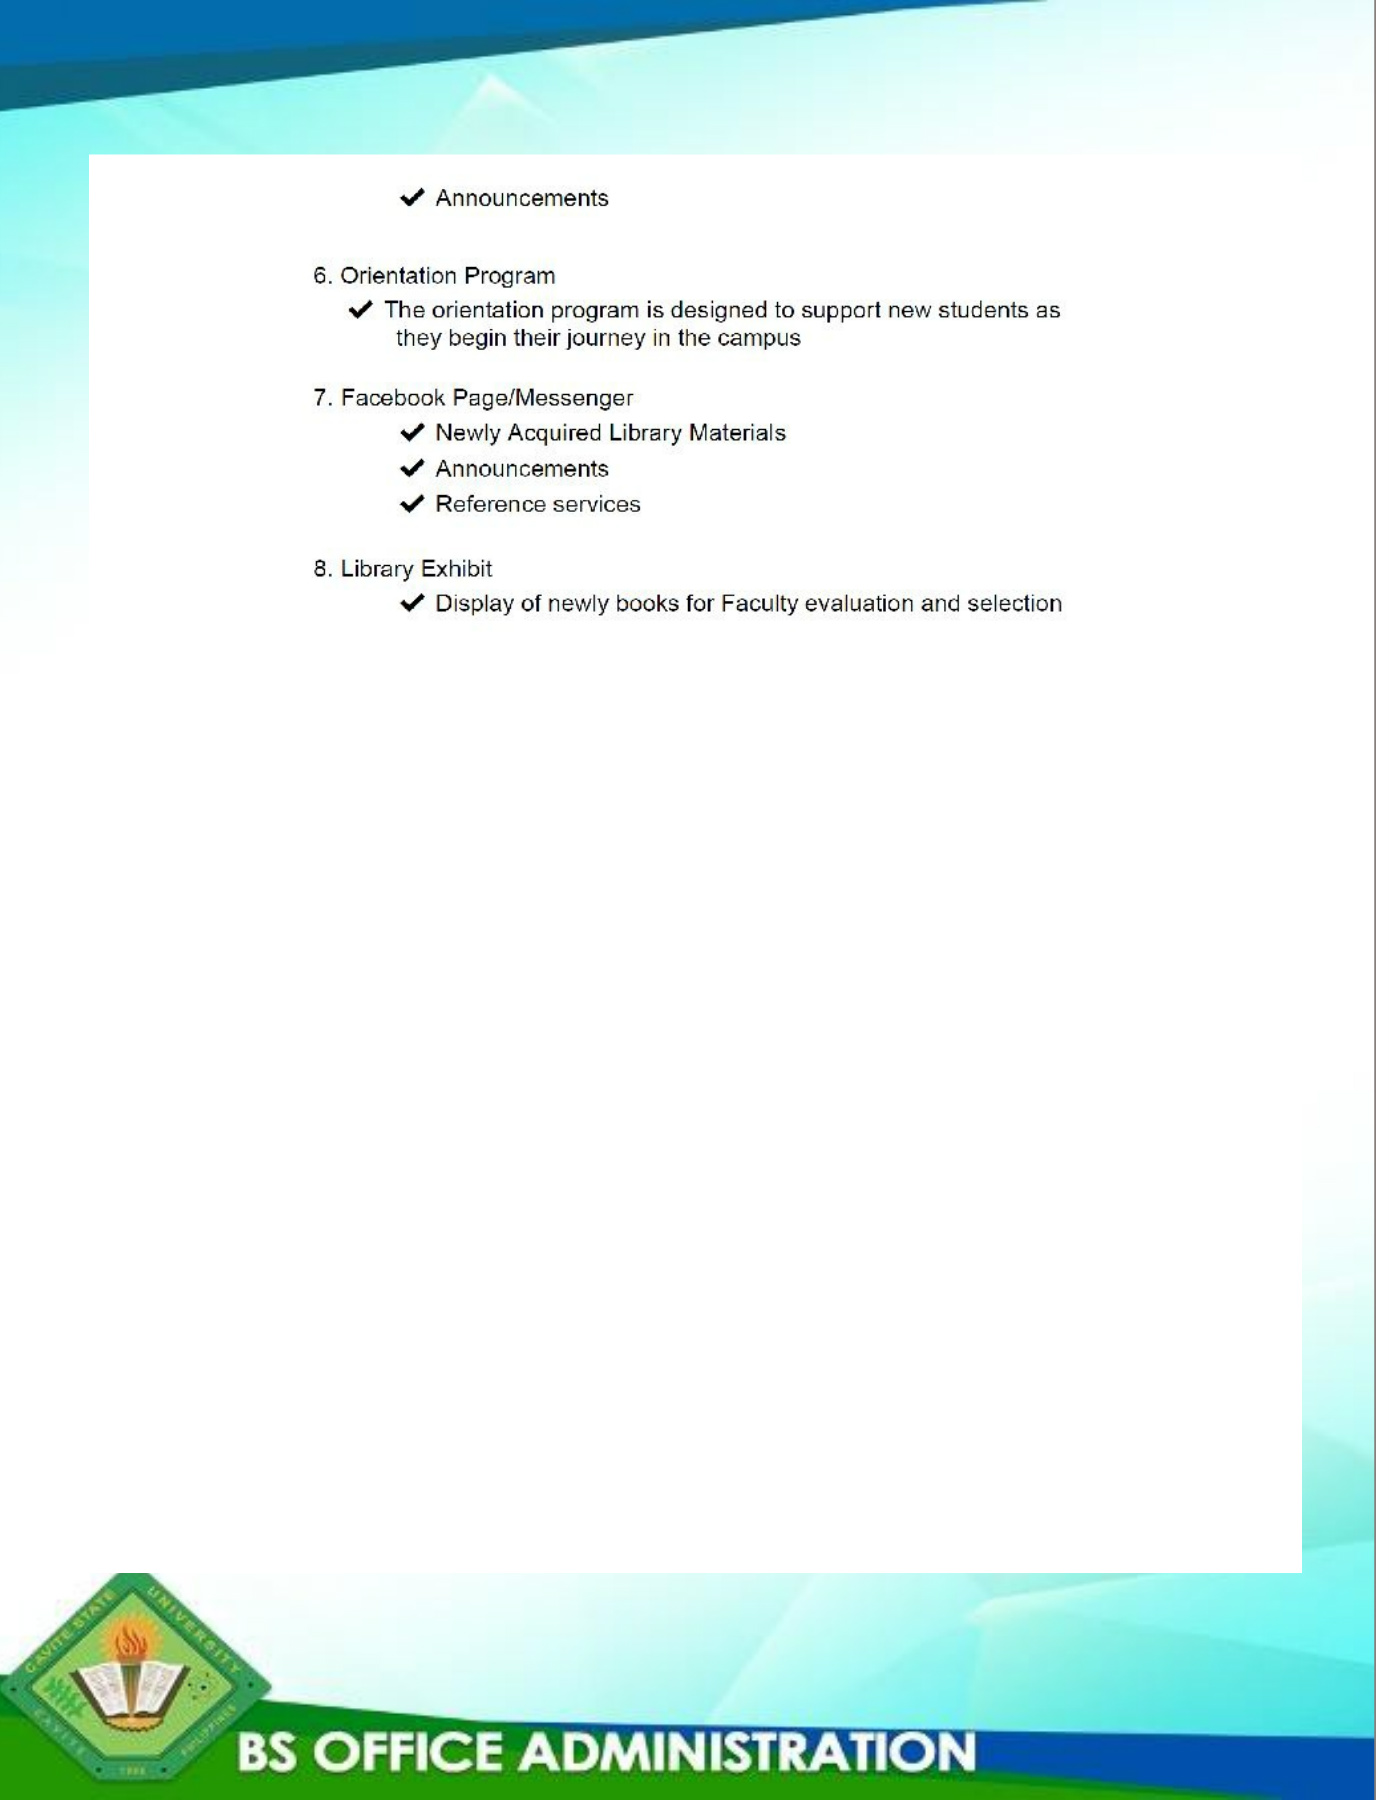 ✔ Announcements
6. Orientation Program
✔ The orientation program is designed to support new students as
they begin their journey in the campus
7. Facebook Page/Messenger
✔ Newly Acquired Library Materials
✔ Announcements
✔ Reference services
8. Library Exhibit
✔ Display of newly books for Faculty evaluation and selection
CAVITE STATE UNIVERSITY
CAVITE PHILIPPINES
BS OFFICE ADMINISTRATION